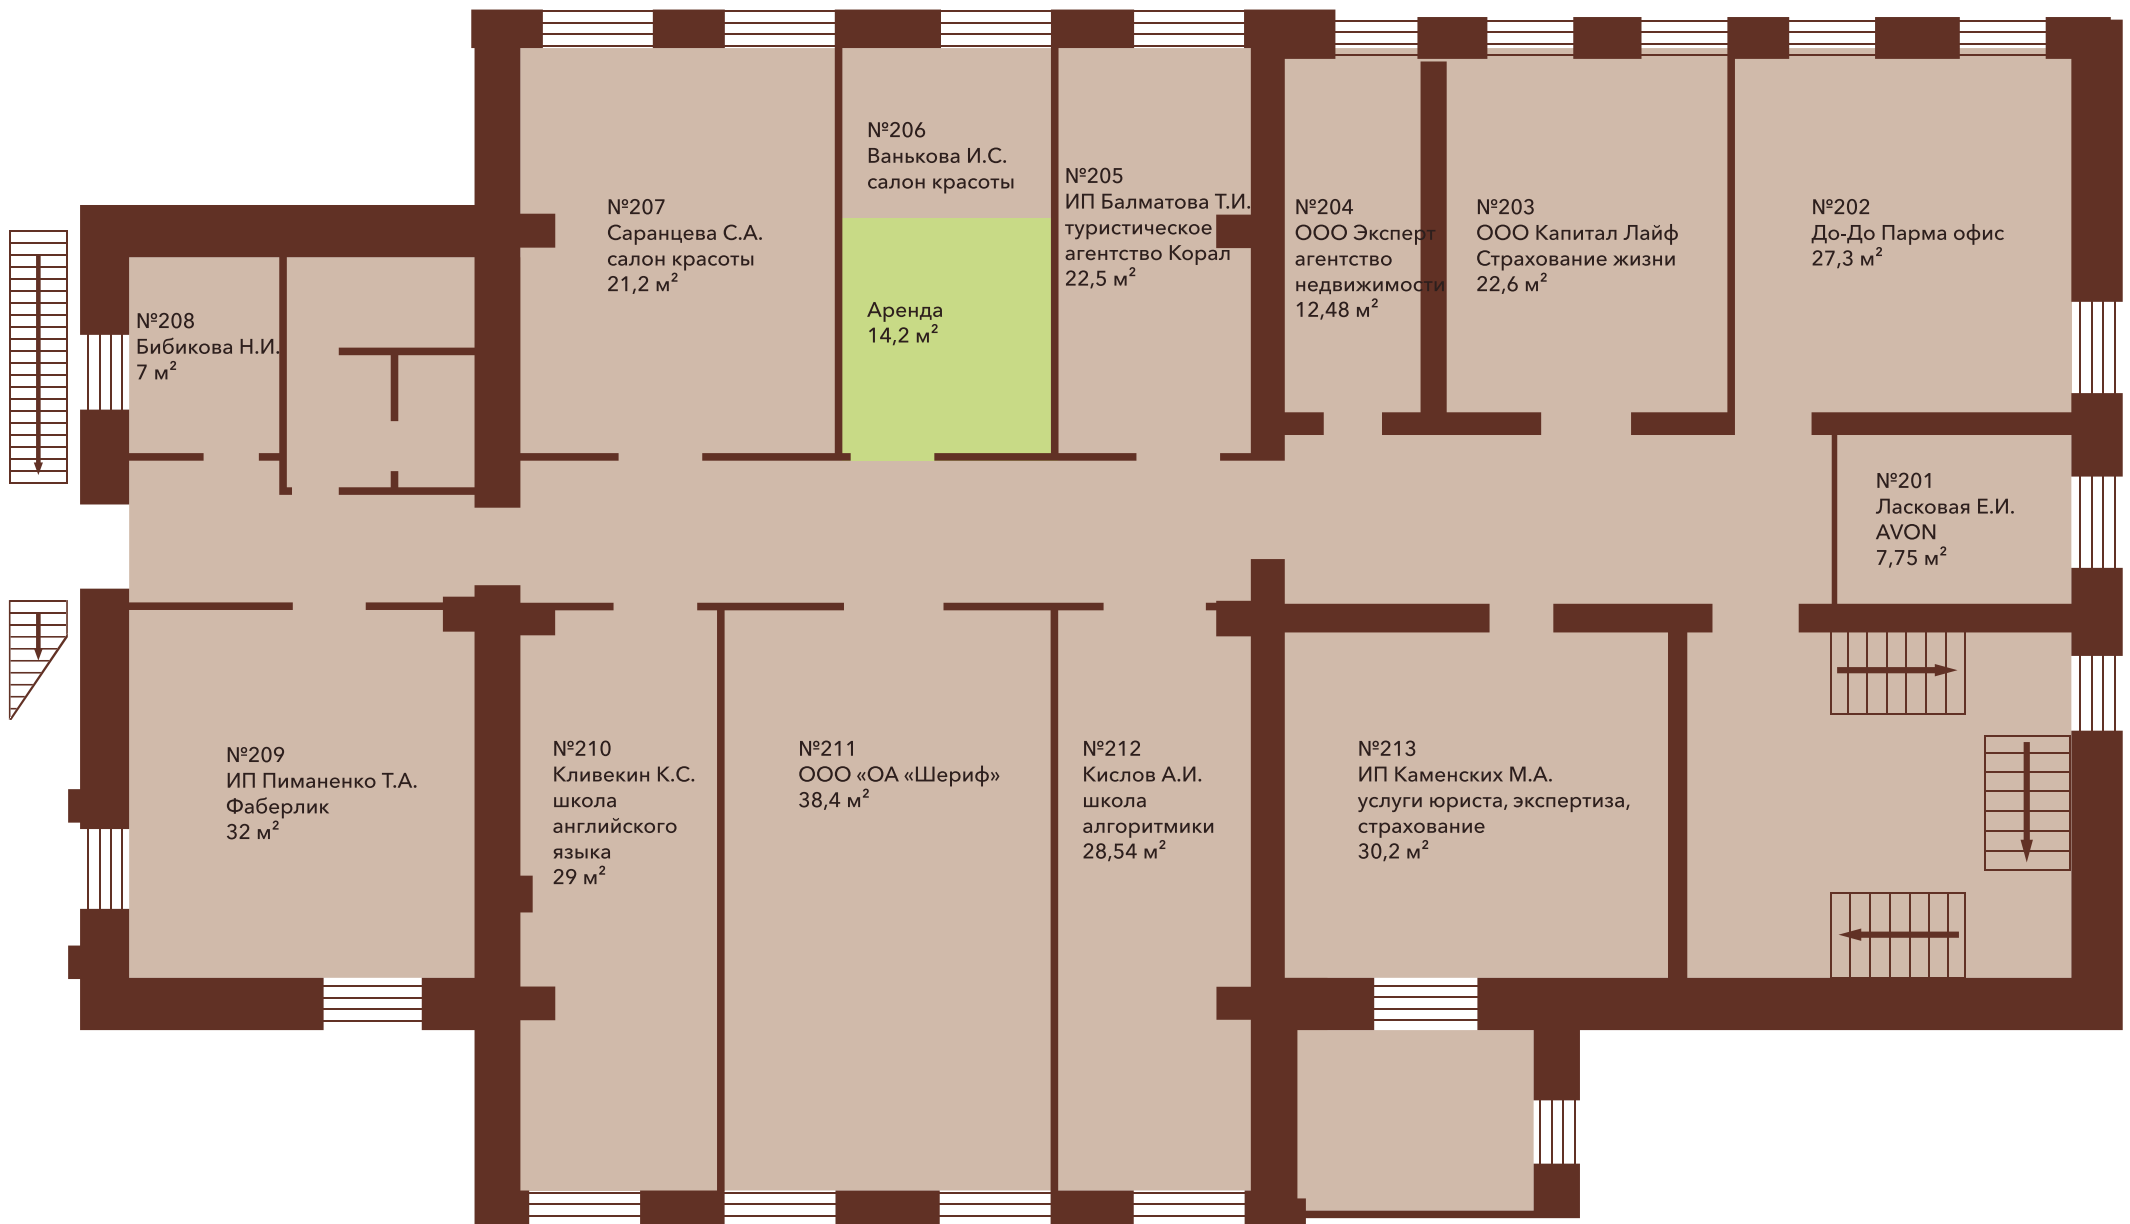 №206
Ванькова И.С.
салон красоты
№205
ИП Балматова Т.И.
туристическое
агентство Корал
22,5 м²
№207
Саранцева С.А.
салон красоты
21,2 м²
№204
ООО Эксперт
агентство
недвижимости
12,48 м²
№203
ООО Капитал Лайф
Страхование жизни
22,6 м²
№202
До-До Парма офис
27,3 м²
Аренда
14,2 м²
№208
Бибикова Н.И.
7 м²
№201
Ласковая Е.И.
AVON
7,75 м²
№209
ИП Пиманенко Т.А.
Фаберлик
32 м²
№210
Кливекин К.С.
школа
английского
языка
29 м²
№211
ООО «ОА «Шериф»
38,4 м²
№212
Кислов А.И.
школа
алгоритмики
28,54 м²
№213
ИП Каменских М.А.
услуги юриста, экспертиза,
страхование
30,2 м²